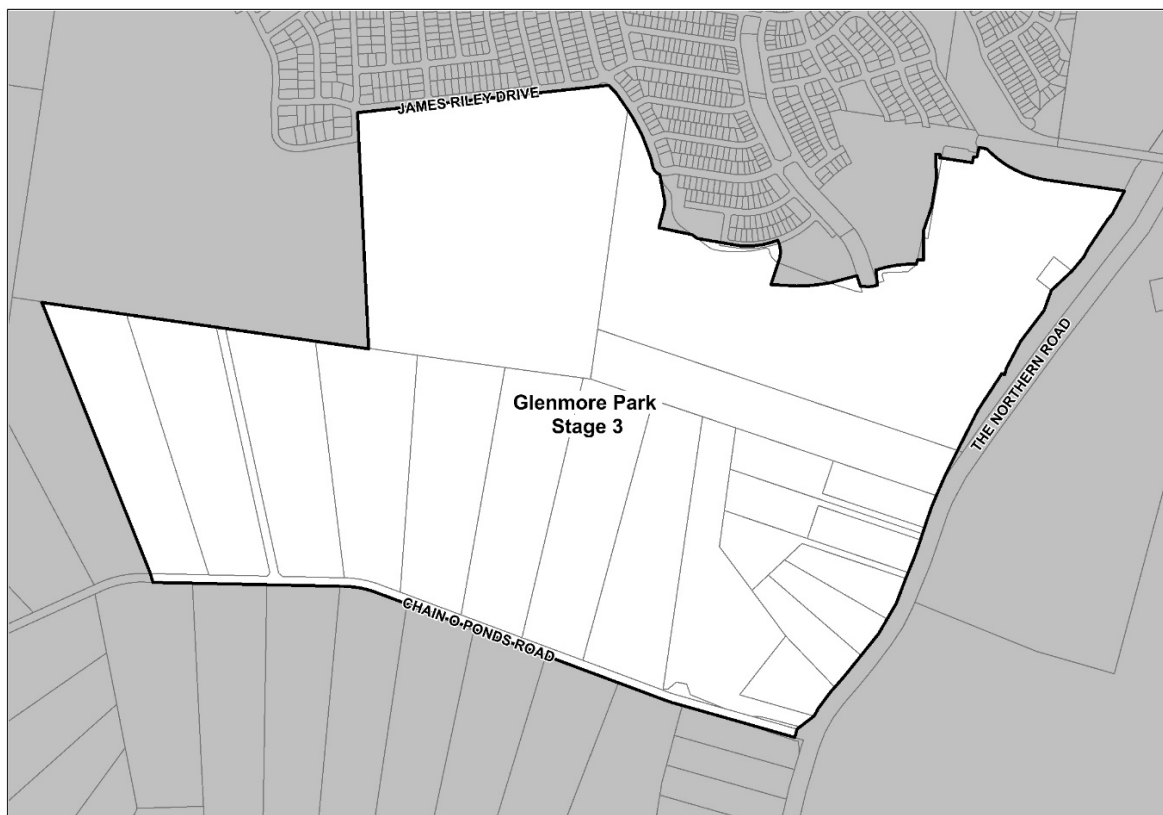 JAMES RILEY DRIVE
THE NORTHERN ROAD
Glenmore Park
Stage 3
CHAIN O PONDS ROAD